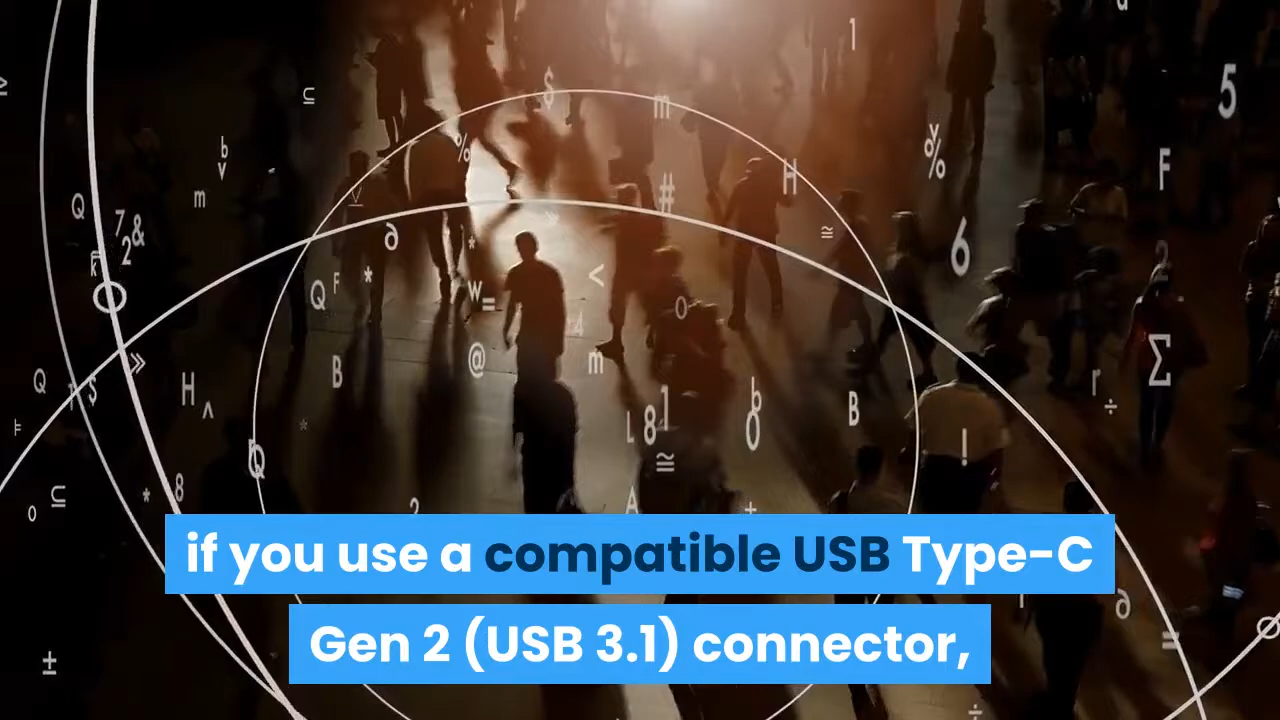 if you use a compatible USB Type-C
Gen 2 (USB 3.1) connector,